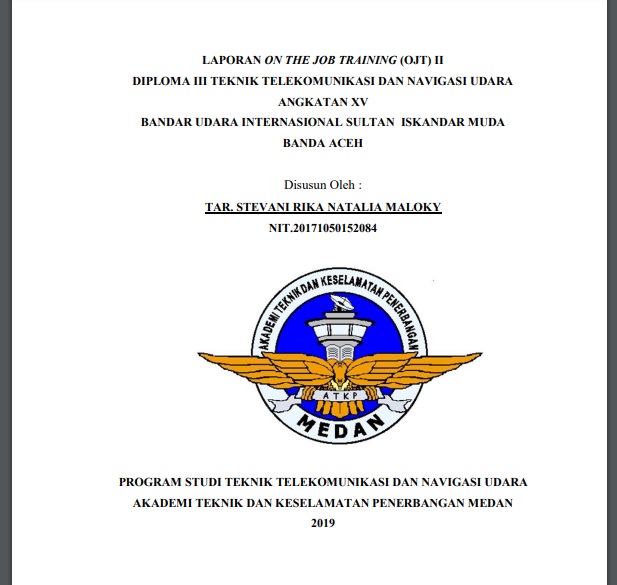 LAPORAN ON THE JOB TRAINING (OJT) II
DIPLOMA III TEKNIK TELEKOMUNIKASI DAN NAVIGASI UDARA
ANGKATAN XV
BANDAR UDARA INTERNASIONAL SULTAN ISKANDAR MUDA
BANDA ACEH
Disusun Oleh :
TAR. STEVANI RIKA NATALIA MALOKY
NIT.20171050152084
AKADEMI TEKNIK DAN KESELAMATAN PENERBANGAN
ATKP
MEDAN
PROGRAM STUDI TEKNIK TELEKOMUNIKASI DAN NAVIGASI UDARA
AKADEMI TEKNIK DAN KESELAMATAN PENERBANGAN MEDAN
2019